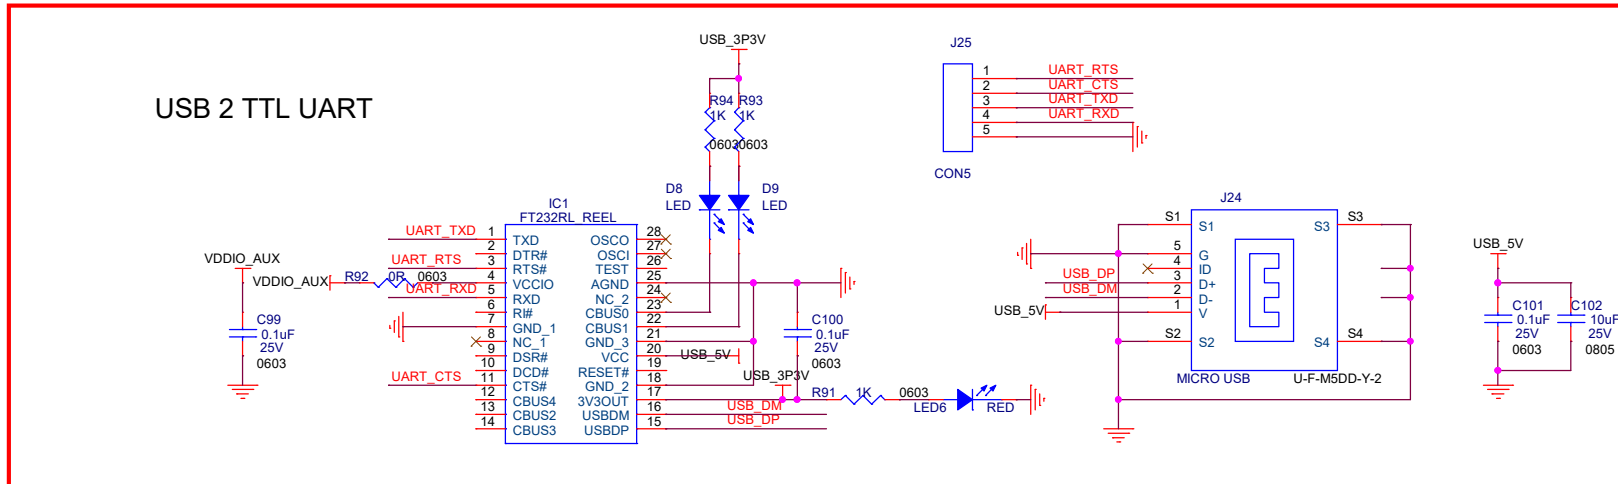 USB 2 TTL UART
USB_3P3V
R94 R93
1K 1K
0603 0603
D8 D9
LED LED
J25
1 UART_RTS
2 UART_CTS
3 UART_TXD
4 UART_RXD
5
CON5
IC1
FT232RL_REEL
UART_TXD 1 TXD OSCO 28
2 DTR# OSCI 27
UART_RTS 3 RTS# TEST 26
4 VCCIO AGND 25
UART_RXD 5 RXD NC_2 24
6 RI# CBUS0 23
7 GND_1 CBUS1 22
8 NC_1 GND_3 21
9 DSR# VCC 20 USB_5V
10 DCD# RESET# 19
UART_CTS 11 CTS# GND_2 18
12 CBUS4 3V3OUT 17
13 CBUS2 USBDM 16 USB_DM
14 CBUS3 USBDP 15 USB_DP
VDDIO_AUX
VDDIO_AUX R92 0R 0603
C99
0.1uF
25V
0603
C100
0.1uF
25V
0603
USB_3P3V
R91 1K 0603
LED6 RED
J24
S1 S1 S3 S3
5 G
4 ID
USB_DP 3 D+
USB_DM 2 D-
USB_5V 1 V
S2 S2 S4 S4
MICRO USB U-F-M5DD-Y-2
USB_5V
C101 C102
0.1uF 10uF
25V 25V
0603 0805